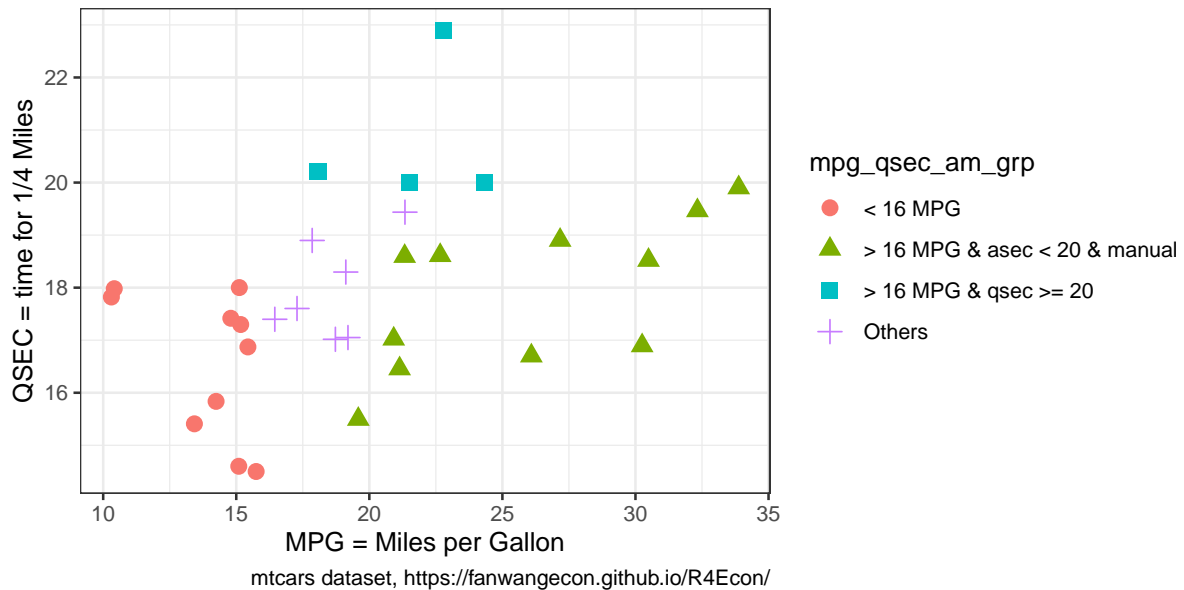 QSEC = time for 1/4 Miles
22
20
18
16
10 15 20 25 30 35
MPG = Miles per Gallon
mtcars dataset, https://fanwangecon.github.io/R4Econ/
mpg_qsec_am_grp
< 16 MPG
> 16 MPG & asec < 20 & manual
> 16 MPG & qsec >= 20
Others